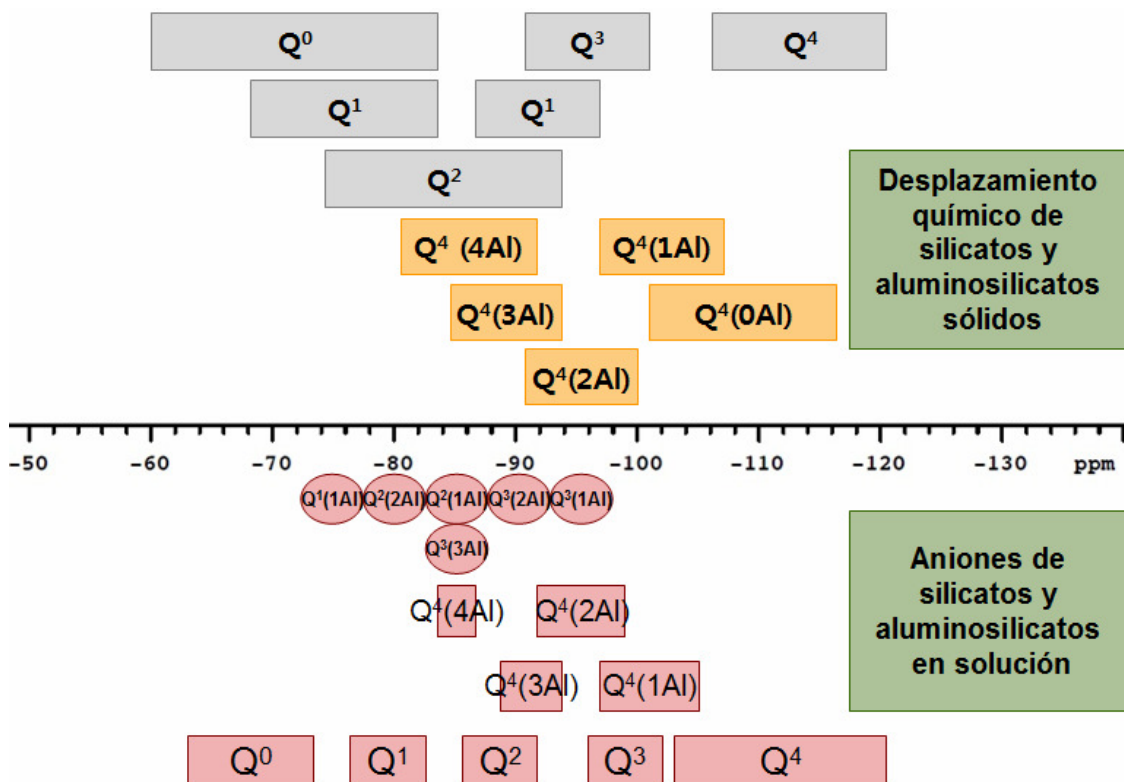 Q⁰ Q³ Q⁴
Q¹ Q¹
Q²
Q⁴ (4Al) Q⁴(1Al)
Q⁴(3Al) Q⁴(0Al)
Q⁴(2Al)
Desplazamiento
químico de
silicatos y
aluminosilicatos
sólidos
-50 -60 -70 -80 -90 -100 -110 -120 -130 ppm
Q¹(1Al) Q²(2Al) Q²(1Al) Q³(2Al) Q³(1Al)
Q³(3Al)
Q⁴(4Al) Q⁴(2Al)
Q⁴(3Al) Q⁴(1Al)
Q⁰ Q¹ Q² Q³ Q⁴
Aniones de
silicatos y
aluminosilicatos
en solución